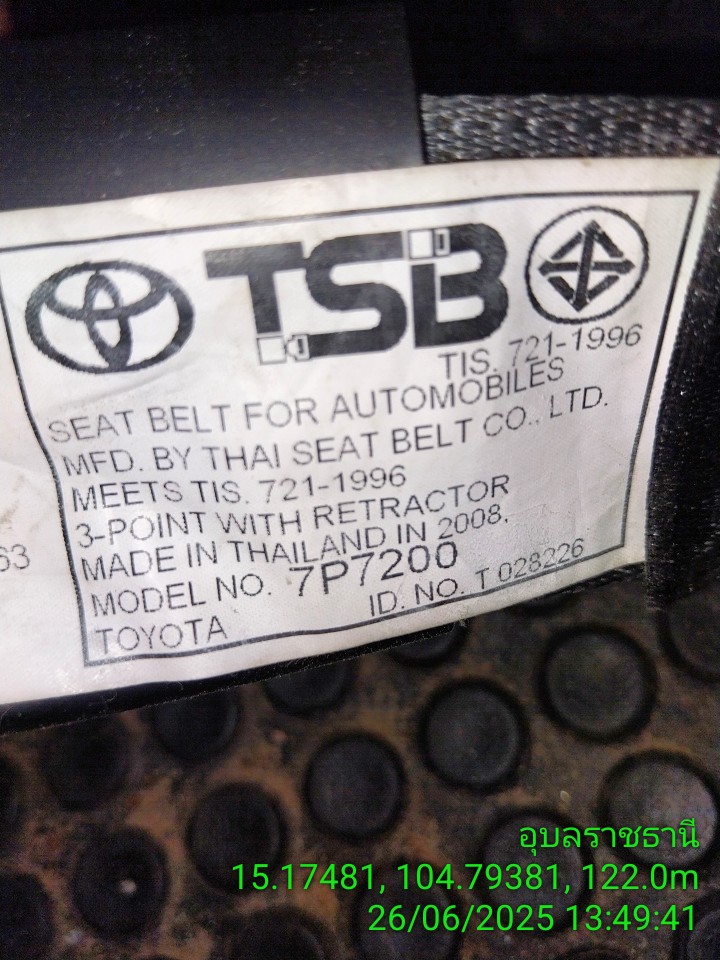 TSB
TIS. 721-1996
SEAT BELT FOR AUTOMOBILES
MFD. BY THAI SEAT BELT CO., LTD.
MEETS TIS. 721-1996
3-POINT WITH RETRACTOR
MADE IN THAILAND IN 2008.
MODEL NO. 7P7200
TOYOTA ID. NO. T 028226
63
อุบลราชธานี
15.17481, 104.79381, 122.0m
26/06/2025 13:49:41